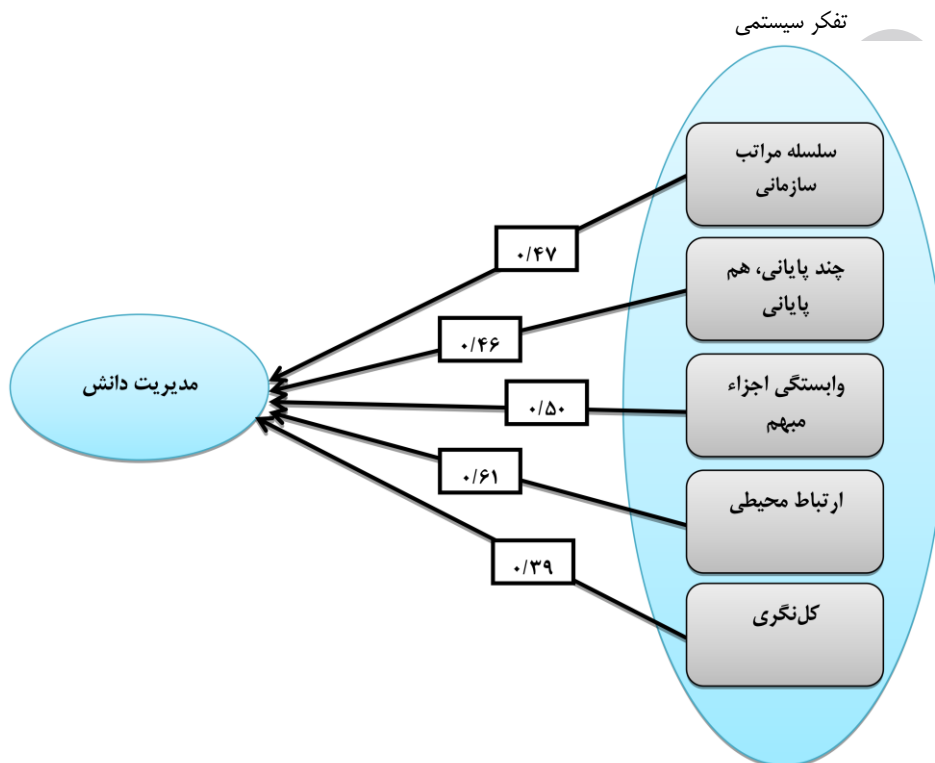 تفکر سیستمی
سلسله مراتب
سازمانی
۰/۴۷
چند پایانی، هم
پایانی
۰/۴۶
مدیریت دانش
وابستگی اجزاء
مبهم
۰/۵۰
ارتباط محیطی
۰/۶۱
کل‌نگری
۰/۳۹